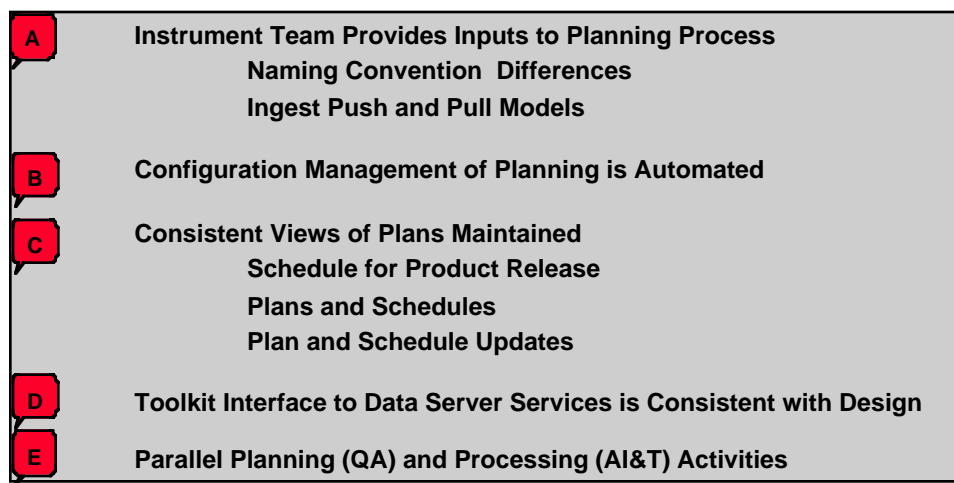 A Instrument Team Provides Inputs to Planning Process
Naming Convention Differences
Ingest Push and Pull Models
B Configuration Management of Planning is Automated
C Consistent Views of Plans Maintained
Schedule for Product Release
Plans and Schedules
Plan and Schedule Updates
D Toolkit Interface to Data Server Services is Consistent with Design
E Parallel Planning (QA) and Processing (AI&T) Activities